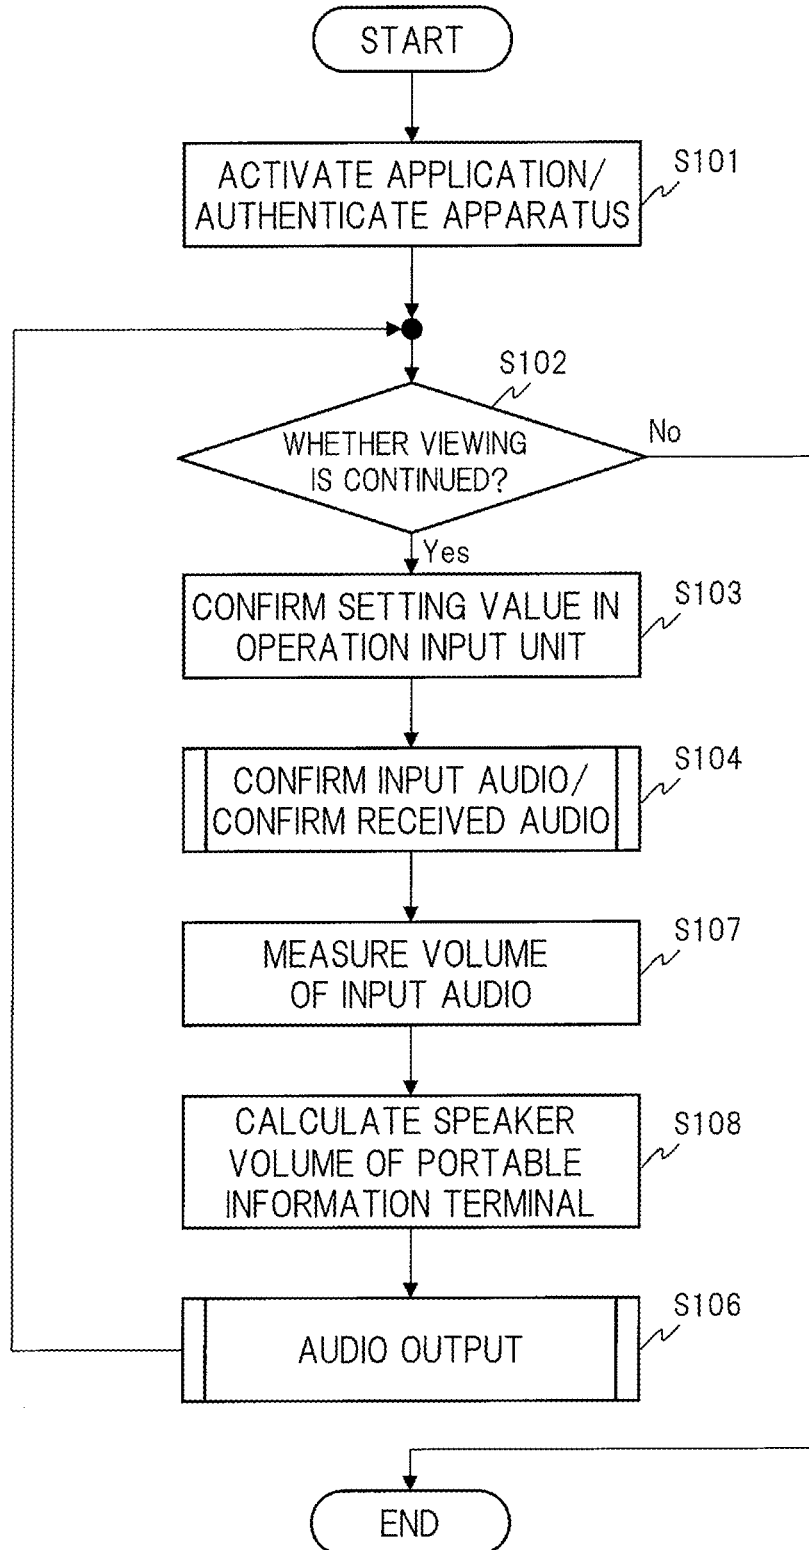 START
ACTIVATE APPLICATION/
AUTHENTICATE APPARATUS
S101
S102
WHETHER VIEWING
IS CONTINUED?
No
Yes
CONFIRM SETTING VALUE IN
OPERATION INPUT UNIT
S103
CONFIRM INPUT AUDIO/
CONFIRM RECEIVED AUDIO
S104
MEASURE VOLUME
OF INPUT AUDIO
S107
CALCULATE SPEAKER
VOLUME OF PORTABLE
INFORMATION TERMINAL
S108
AUDIO OUTPUT
S106
END